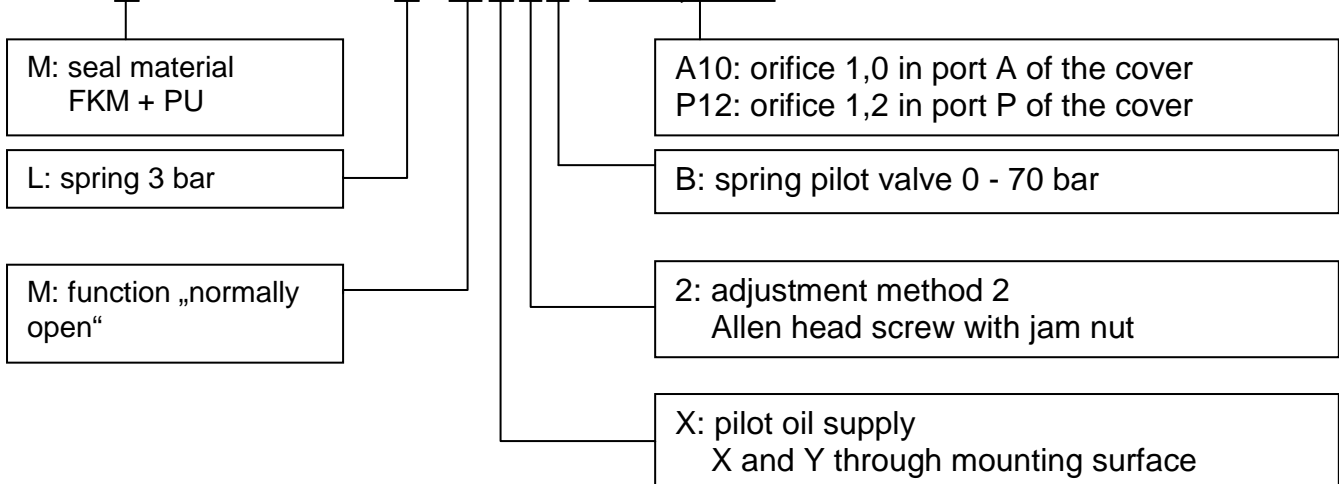 M: seal material
FKM + PU
A10: orifice 1,0 in port A of the cover
P12: orifice 1,2 in port P of the cover
L: spring 3 bar
B: spring pilot valve 0 - 70 bar
M: function „normally
open“
2: adjustment method 2
Allen head screw with jam nut
X: pilot oil supply
X and Y through mounting surface